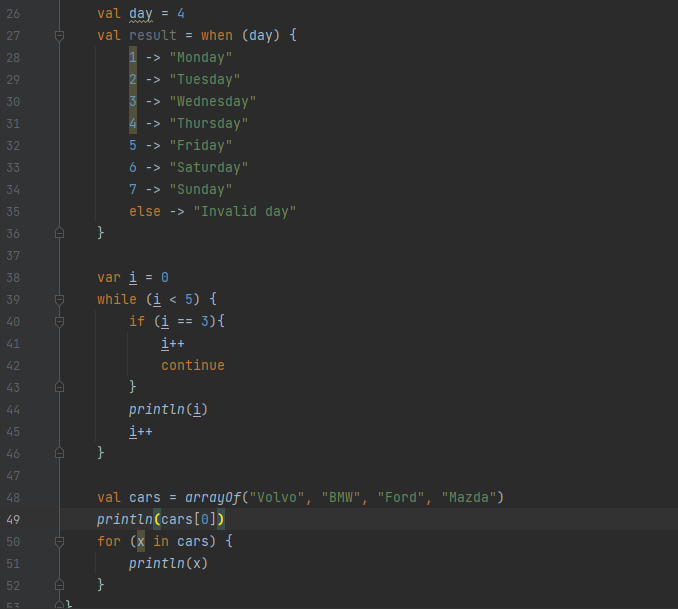 26 val day = 4
27 val result = when (day) {
28 1 -> "Monday"
29 2 -> "Tuesday"
30 3 -> "Wednesday"
31 4 -> "Thursday"
32 5 -> "Friday"
33 6 -> "Saturday"
34 7 -> "Sunday"
35 else -> "Invalid day"
36 }
37
38 var i = 0
39 while (i < 5) {
40 if (i == 3){
41 i++
42 continue
43 }
44 println(i)
45 i++
46 }
47
48 val cars = arrayOf("Volvo", "BMW", "Ford", "Mazda")
49 println(cars[0])
50 for (x in cars) {
51 println(x)
52 }
53 }